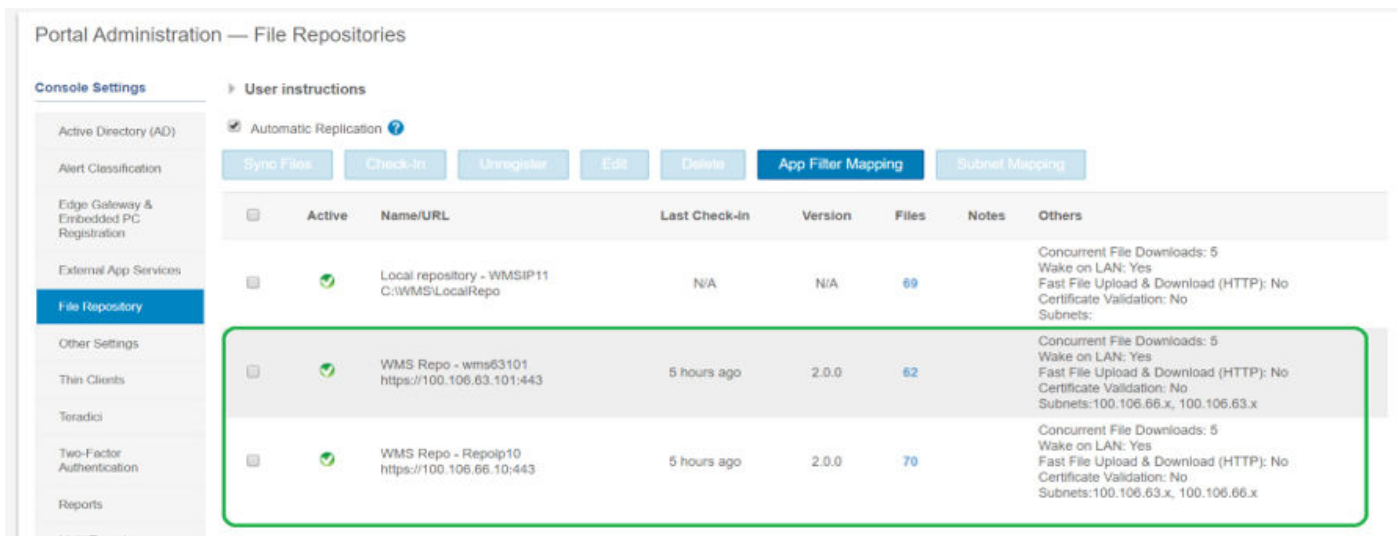 Portal Administration — File Repositories
Console Settings
Active Directory (AD)
Alert Classification
Edge Gateway &
Embedded PC
Registration
External App Services
File Repository
Other Settings
Thin Clients
Teradici
Two-Factor
Authentication
Reports
User instructions
Automatic Replication ?
Sync Files Check-In Unregister Edit Delete App Filter Mapping Subnet Mapping
Active Name/URL Last Check-in Version Files Notes Others
Local repository - WMSIP11
C:\WMS\LocalRepo
N/A N/A 69
Concurrent File Downloads: 5
Wake on LAN: Yes
Fast File Upload & Download (HTTP): No
Certificate Validation: No
Subnets:
WMS Repo - wms63101
https://100.106.63.101:443
5 hours ago 2.0.0 62
Concurrent File Downloads: 5
Wake on LAN: Yes
Fast File Upload & Download (HTTP): No
Certificate Validation: No
Subnets:100.106.66.x, 100.106.63.x
WMS Repo - RepoIp10
https://100.106.66.10:443
5 hours ago 2.0.0 70
Concurrent File Downloads: 5
Wake on LAN: Yes
Fast File Upload & Download (HTTP): No
Certificate Validation: No
Subnets:100.106.63.x, 100.106.66.x